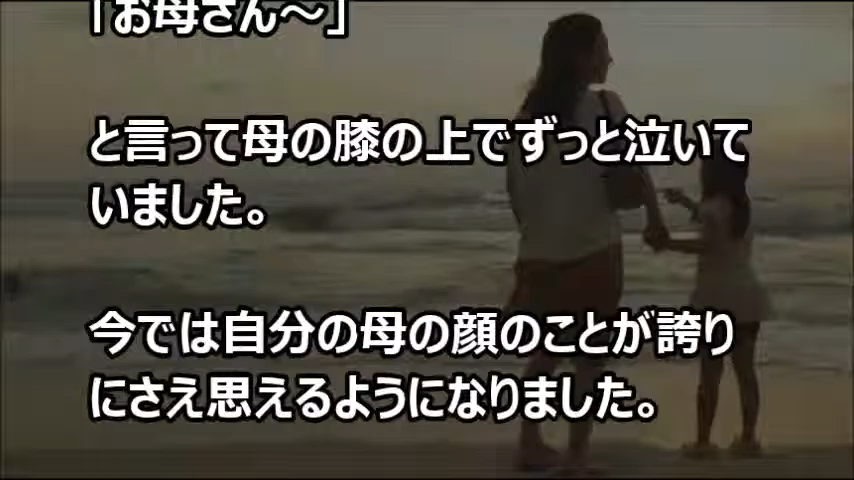 「お母さん～」
と言って母の膝の上でずっと泣いて
いました。
今では自分の母の顔のことが誇り
にさえ思えるようになりました。